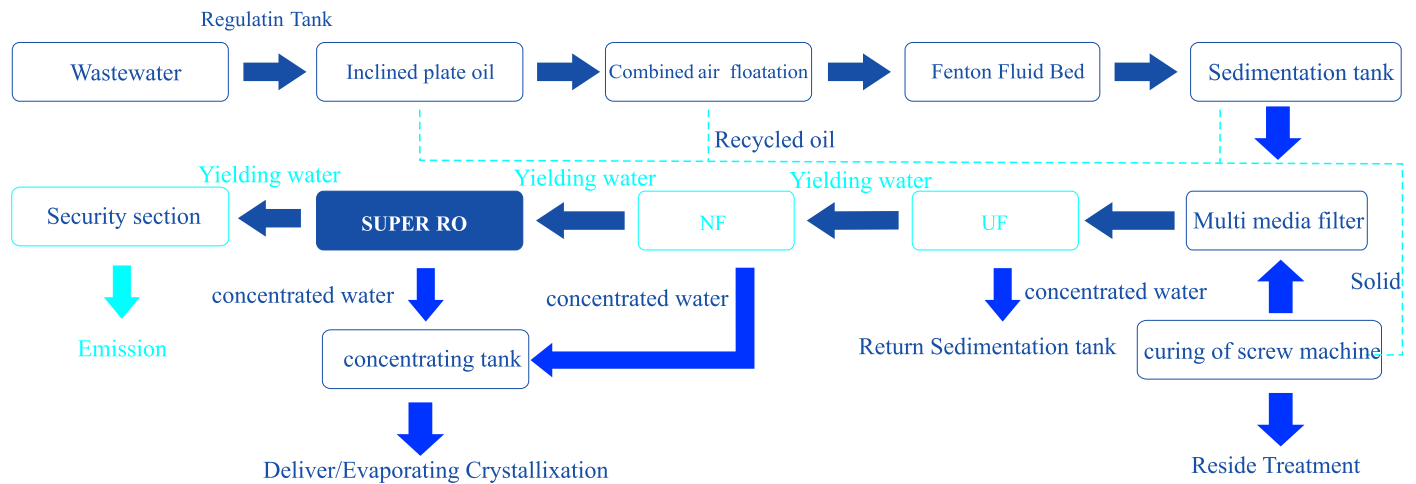 Regulatin Tank
Wastewater
Inclined plate oil
Combined air floatation
Fenton Fluid Bed
Sedimentation tank
Recycled oil
Yielding water
Yielding water
Yielding water
Security section
SUPER RO
NF
UF
Multi media filter
concentrated water
concentrated water
concentrated water
Solid
Emission
concentrating tank
Return Sedimentation tank
curing of screw machine
Deliver/Evaporating Crystallixation
Reside Treatment